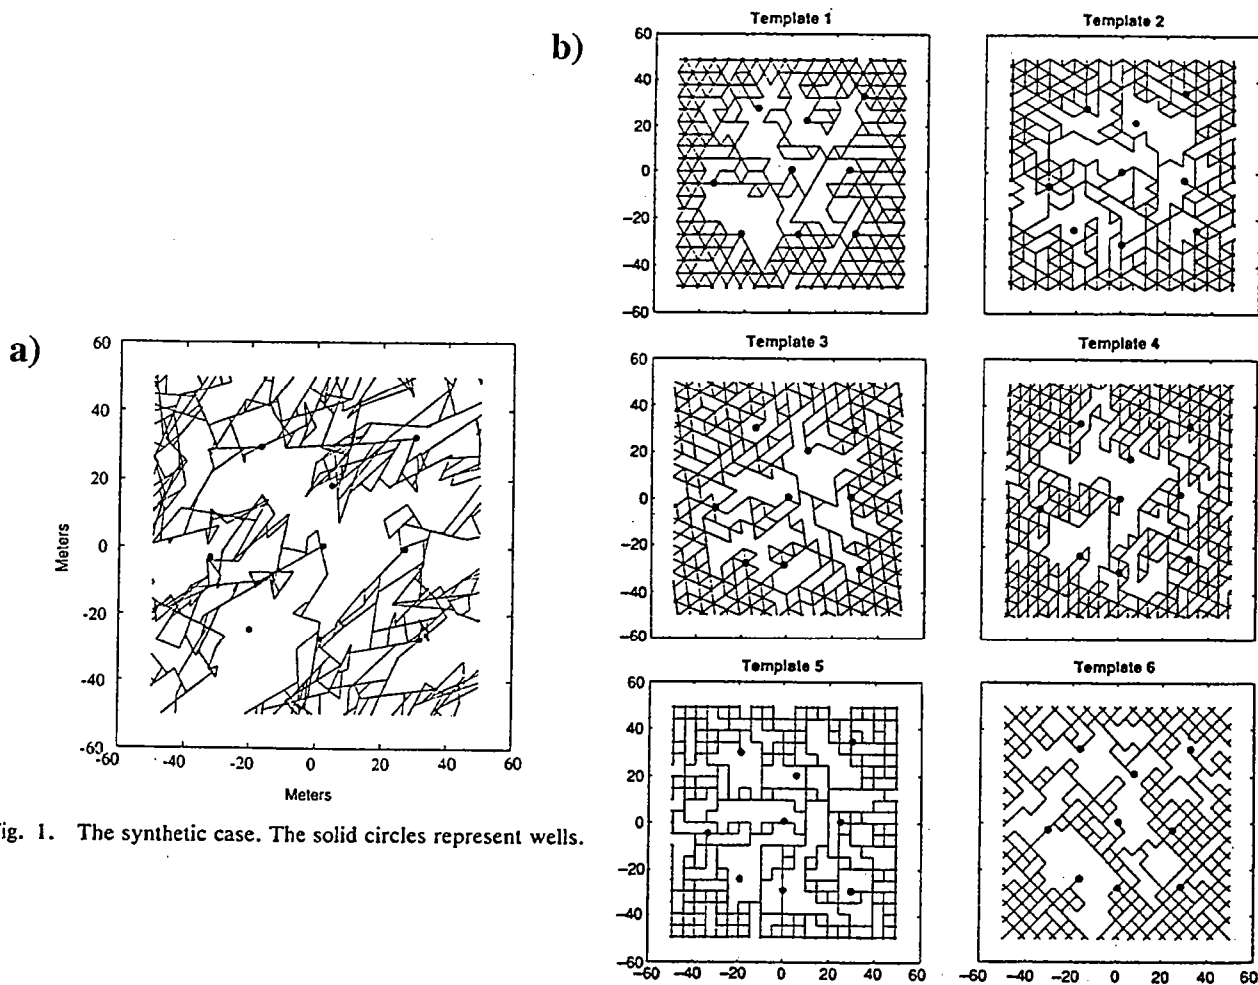 a)
60
40
20
0
-20
-40
-60
Meters
-60
-40
-20
0
20
40
60
Meters
ig. 1. The synthetic case. The solid circles represent wells.
b)
Template 1
60
40
20
0
−20
−40
−60
Template 2
Template 3
60
40
20
0
−20
−40
−60
Template 4
Template 5
60
40
20
0
−20
−40
−60
−60 −40 −20 0 20 40 60
Template 6
−60 −40 −20 0 20 40 60